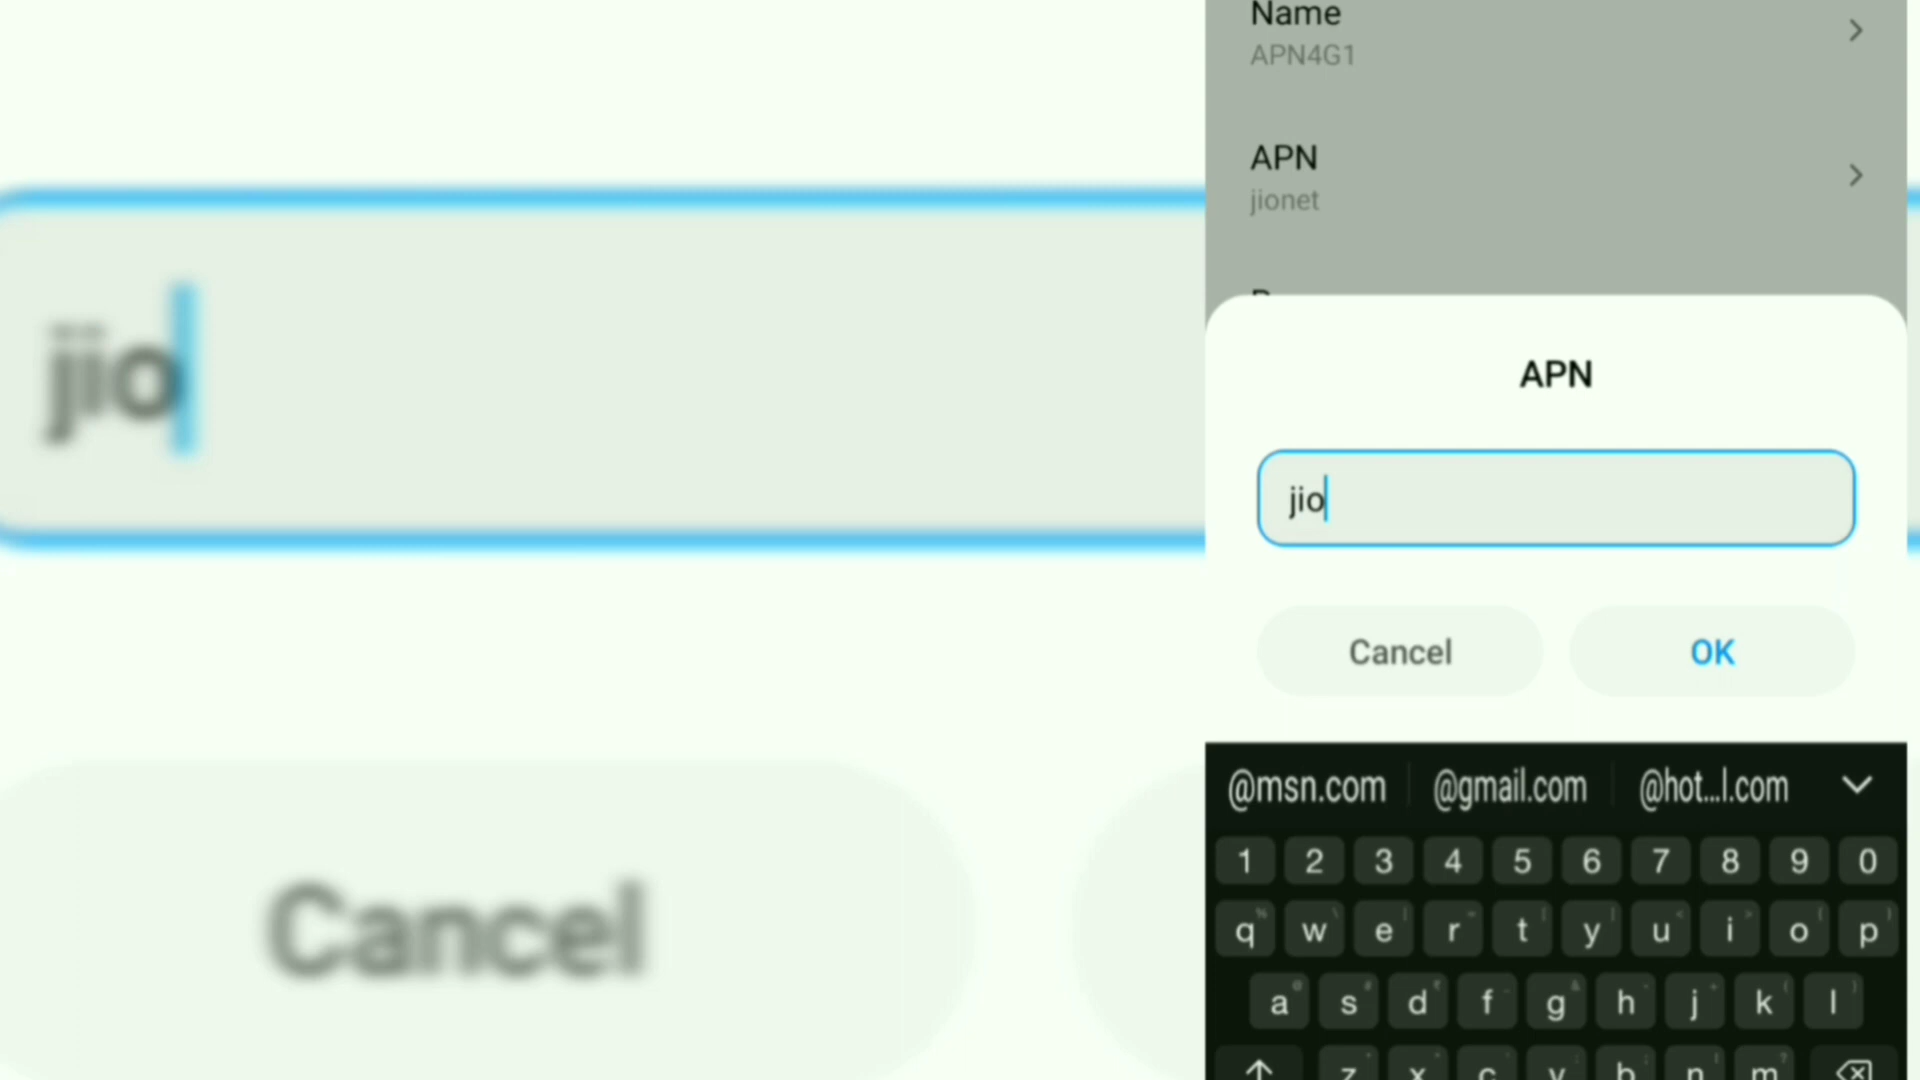 jio
Cancel
Name
APN4G1
APN
jionet
APN
jio
Cancel
OK
@msn.com @gmail.com @hot...l.com
1 2 3 4 5 6 7 8 9 0
q w e r t y u i o p
a s d f g h j k l
z x c v b n m